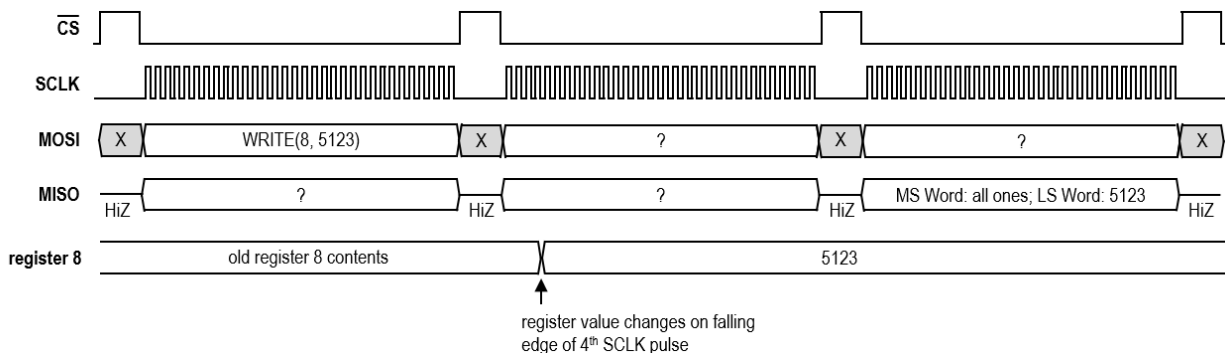 CS
SCLK
MOSI X WRITE(8, 5123) X ? X ? X
MISO ? ? MS Word: all ones; LS Word: 5123
HiZ HiZ HiZ HiZ
register 8 old register 8 contents 5123
register value changes on falling
edge of 4th SCLK pulse